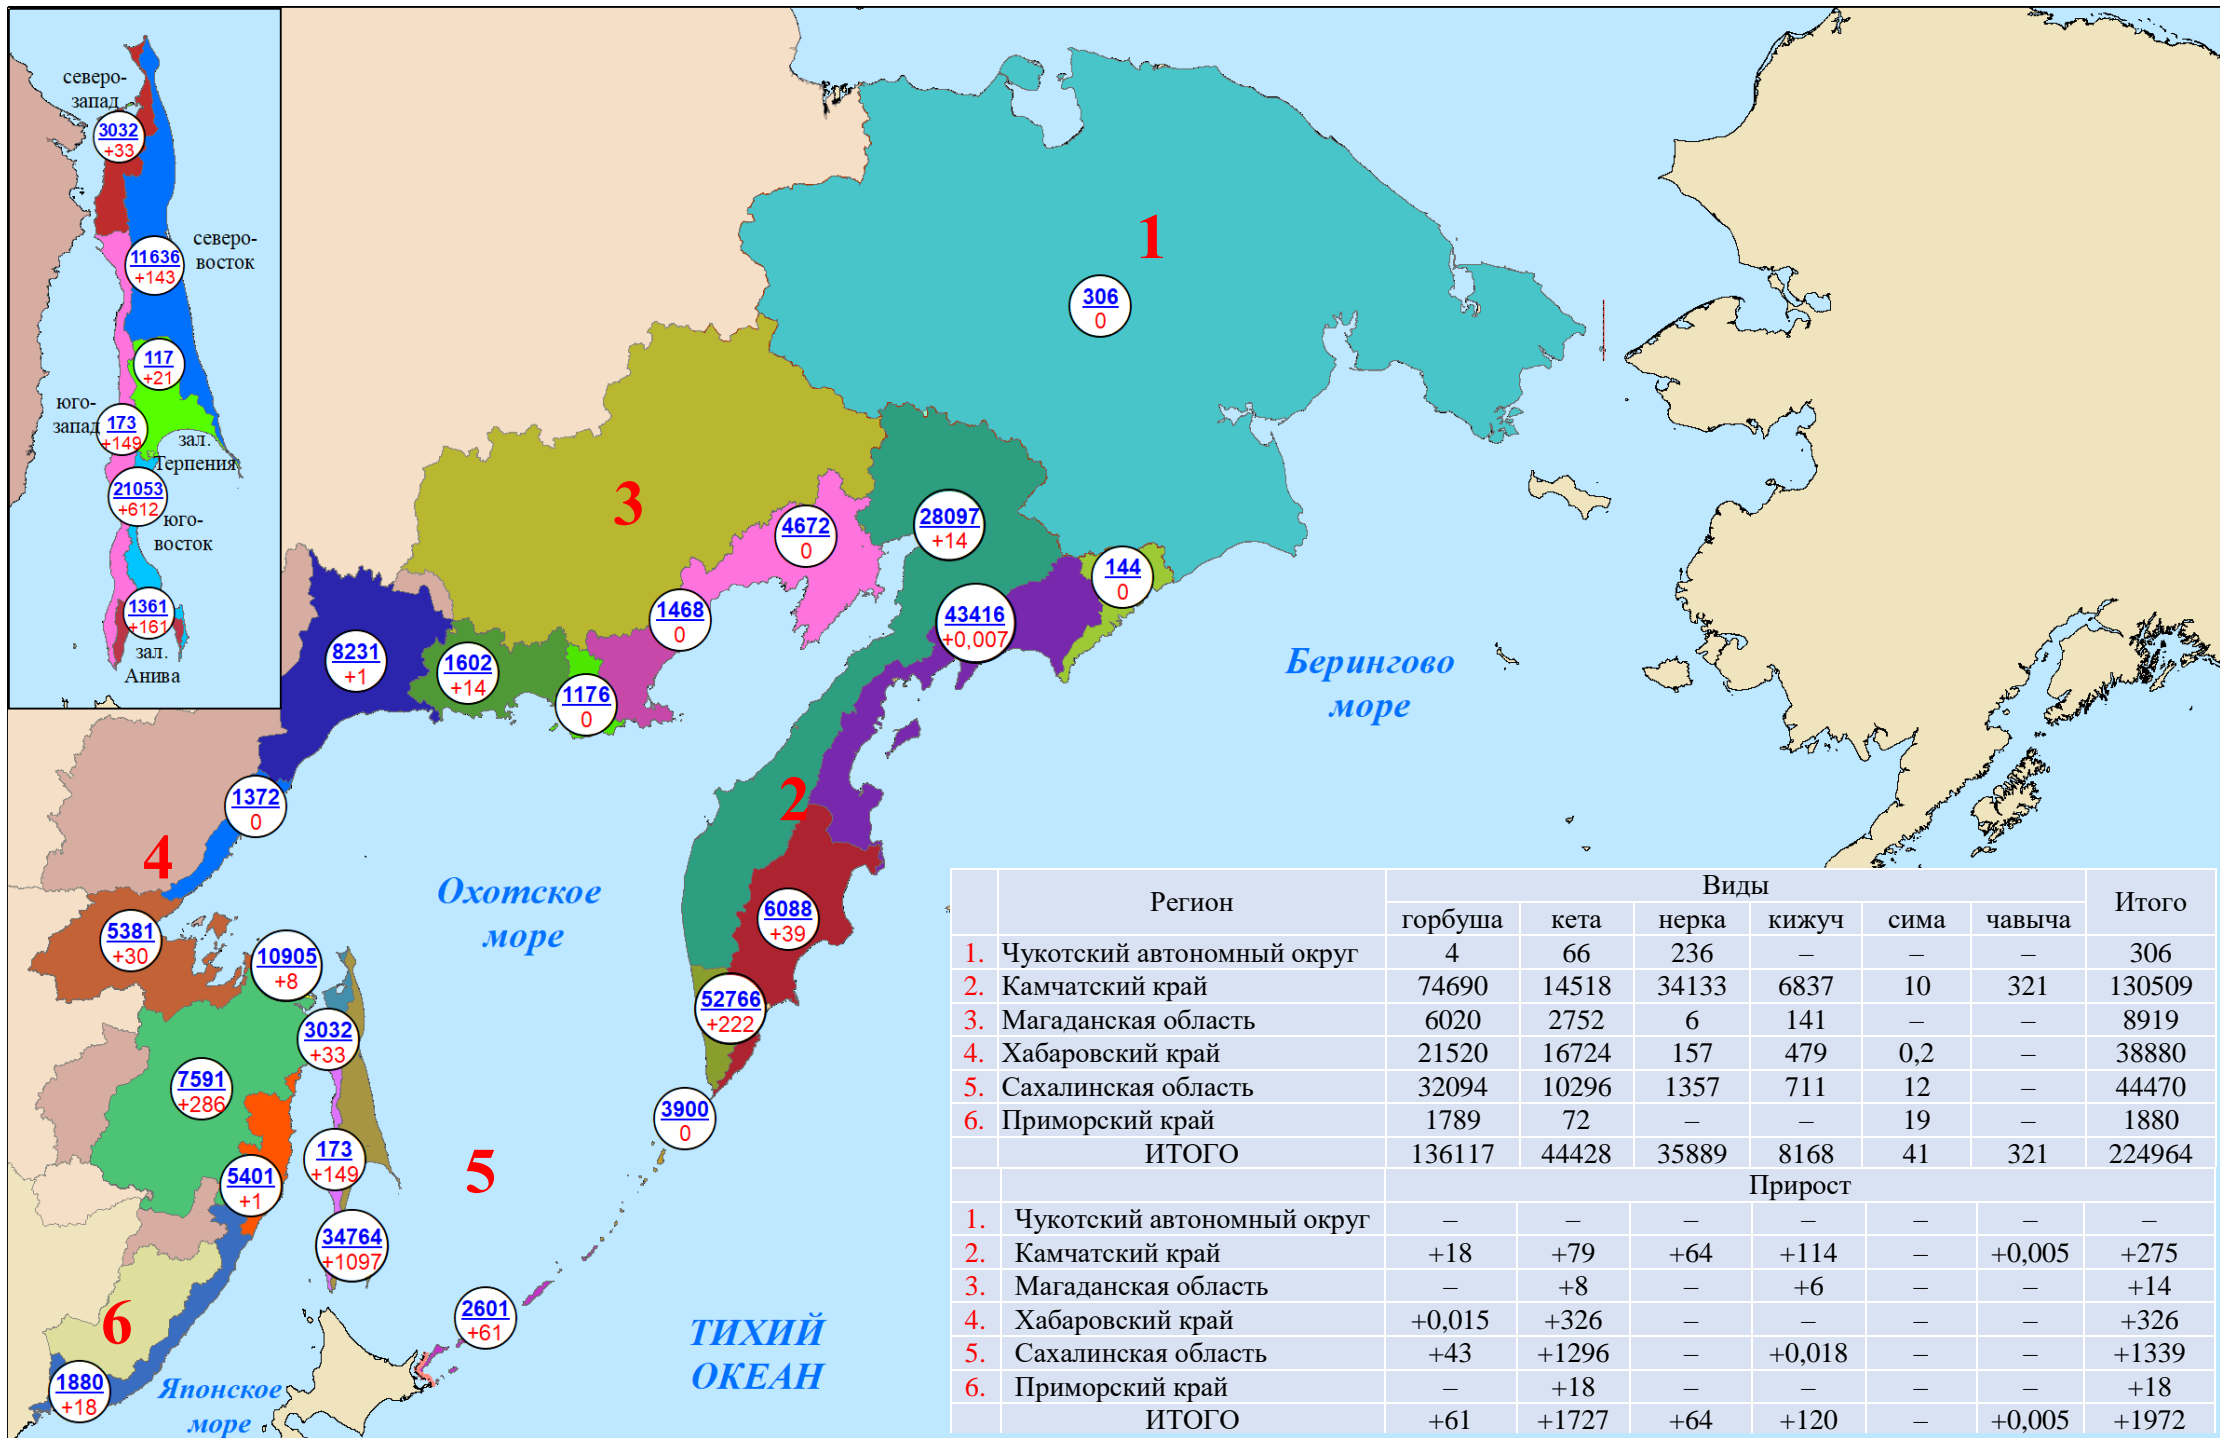 северо-
запад
3032
+33
северо-
восток
11636
+143
117
+21
юго-
запад
173
+149
зал.
Терпения
21053
+612
юго-
восток
1361
+161
зал.
Анива
1
306
0
3
4672
0
28097
+14
144
0
1468
0
43416
+0,007
8231
+1
1602
+14
1176
0
Берингово
море
1372
0
2
4
Охотское
море
6088
+39
5381
+30
10905
+8
52766
+222
3032
+33
7591
+286
3900
0
173
+149
5
5401
+1
34764
+1097
2601
+61
6
ТИХИЙ
ОКЕАН
1880
+18
Японское
море
Регион Виды Итого
горбуша кета нерка кижуч сима чавыча
1. Чукотский автономный округ 4 66 236 – – – 306
2. Камчатский край 74690 14518 34133 6837 10 321 130509
3. Магаданская область 6020 2752 6 141 – – 8919
4. Хабаровский край 21520 16724 157 479 0,2 – 38880
5. Сахалинская область 32094 10296 1357 711 12 – 44470
6. Приморский край 1789 72 – – 19 – 1880
ИТОГО 136117 44428 35889 8168 41 321 224964
Прирост
1. Чукотский автономный округ – – – – – – –
2. Камчатский край +18 +79 +64 +114 – +0,005 +275
3. Магаданская область – +8 – +6 – – +14
4. Хабаровский край +0,015 +326 – – – – +326
5. Сахалинская область +43 +1296 – +0,018 – – +1339
6. Приморский край – +18 – – – – +18
ИТОГО +61 +1727 +64 +120 – +0,005 +1972